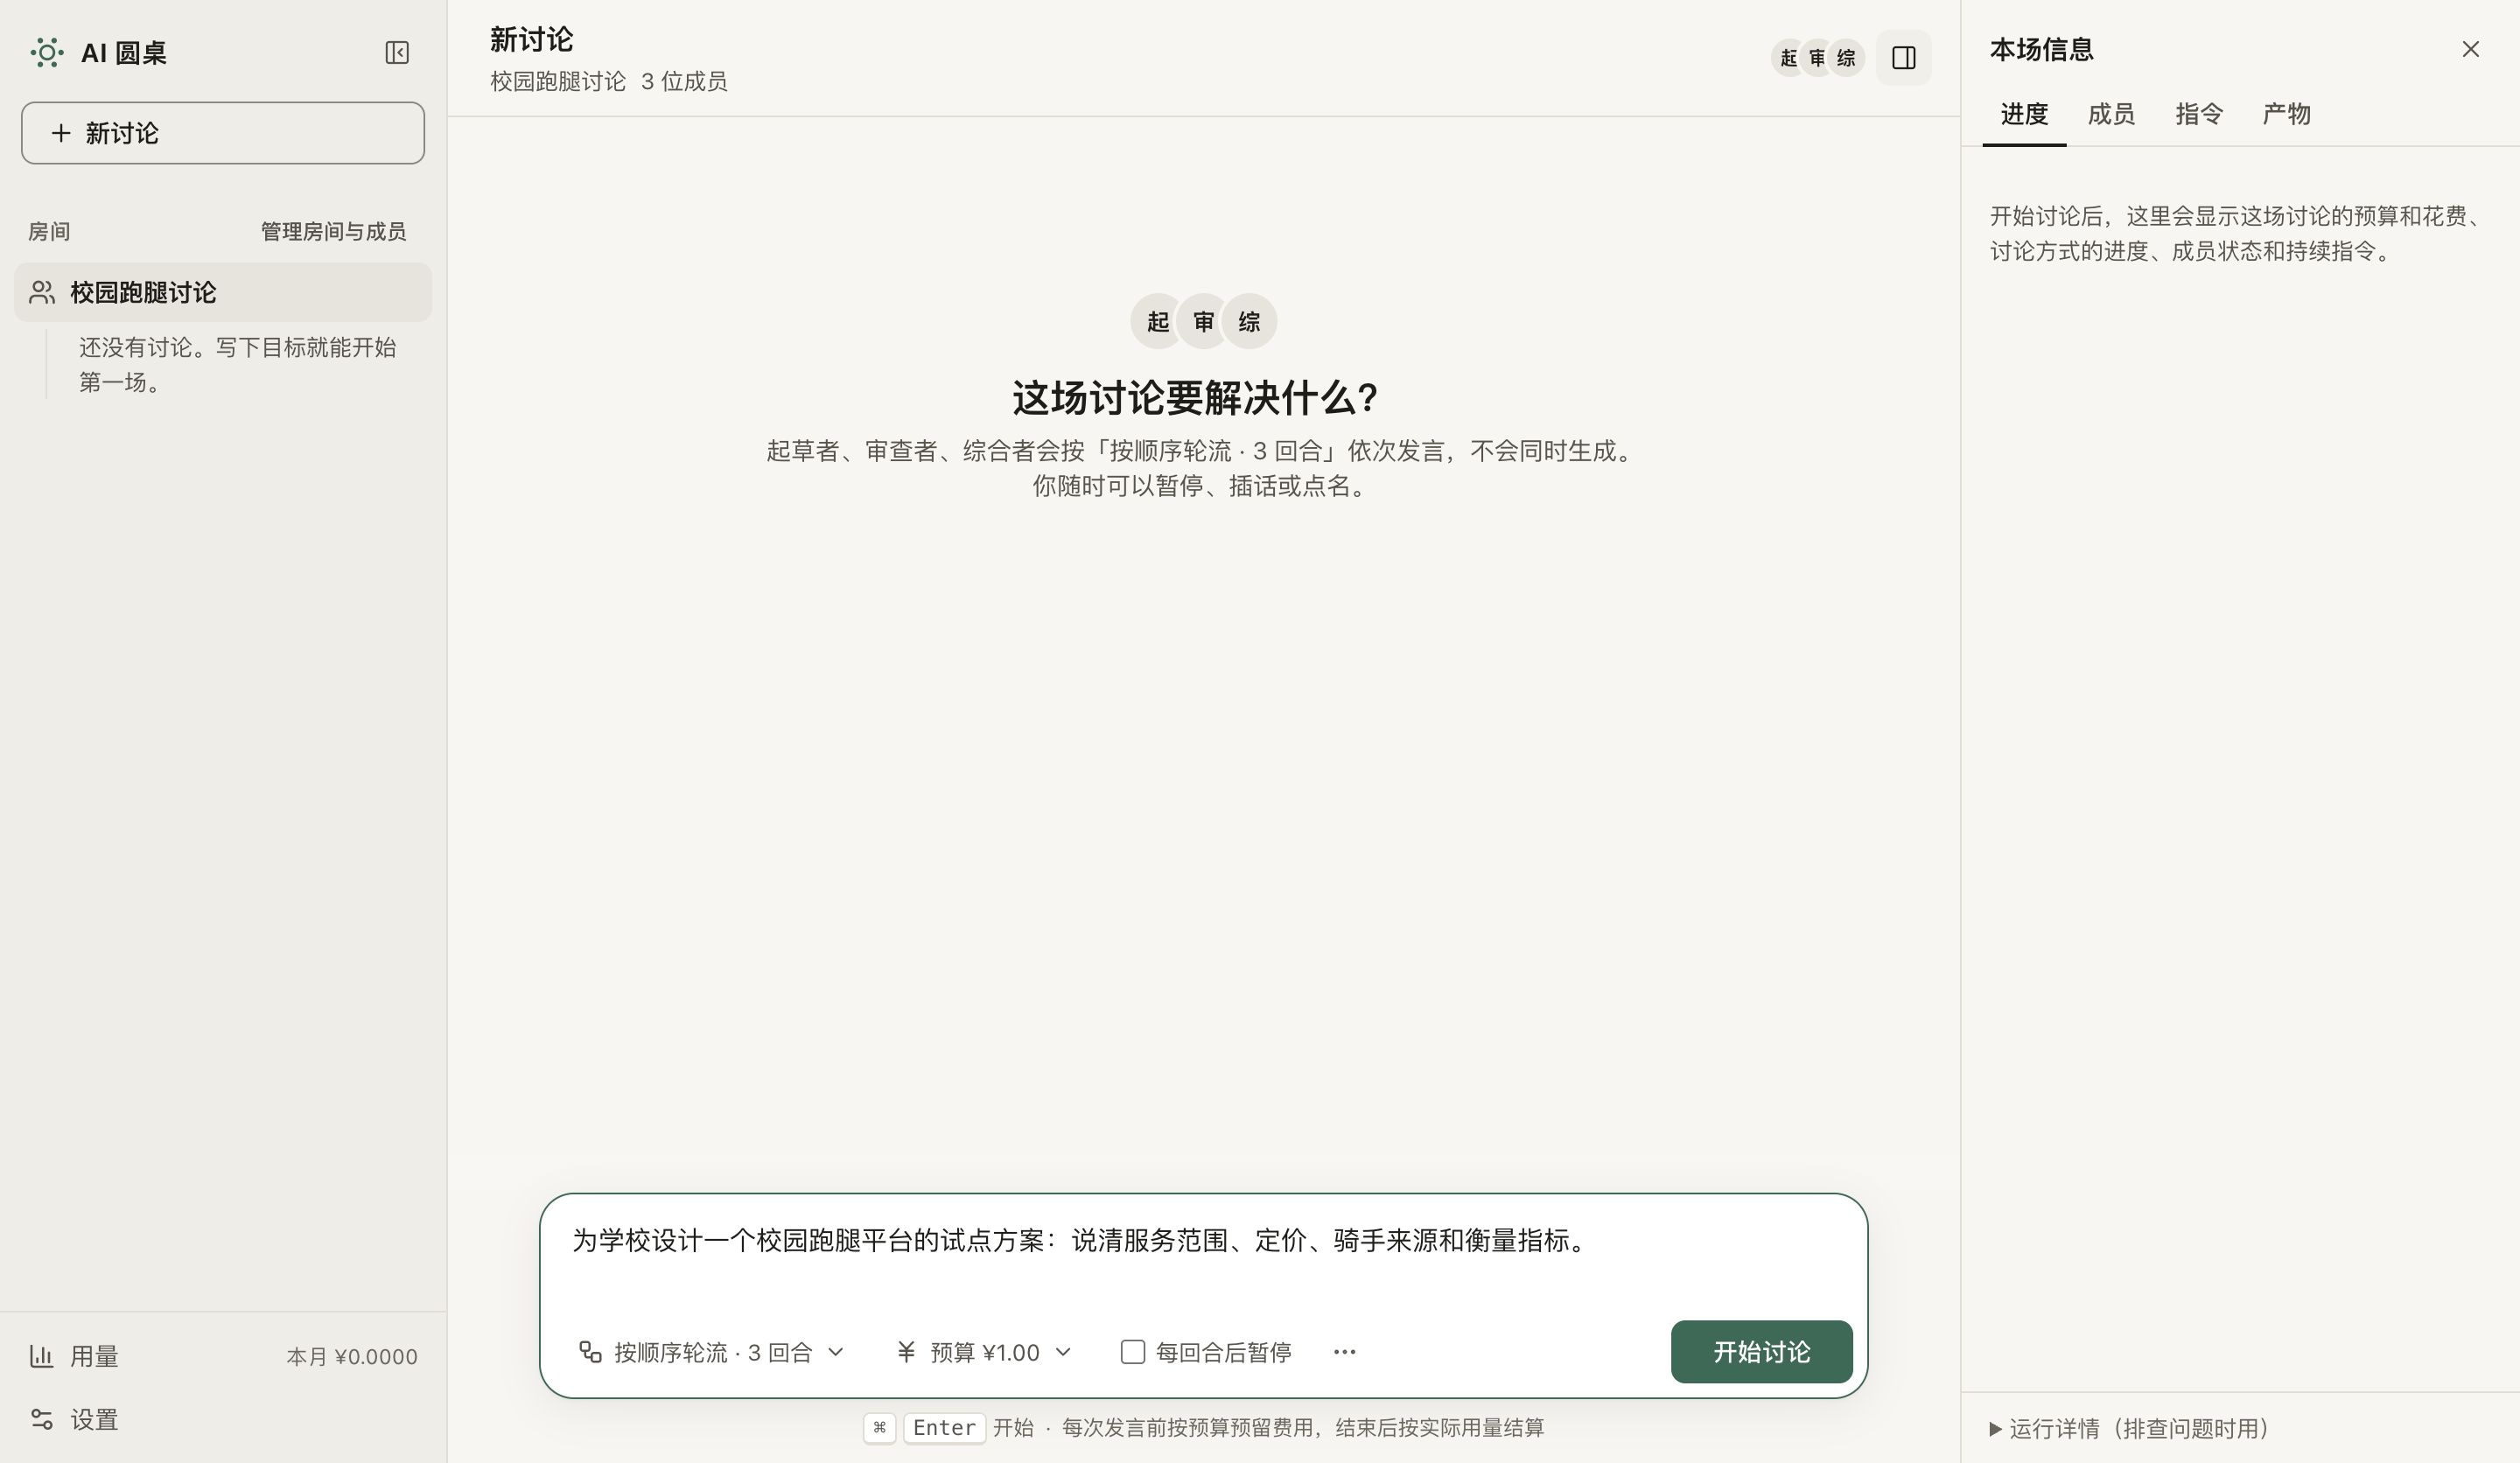 AI 圆桌
新讨论
房间
管理房间与成员
校园跑腿讨论
还没有讨论。写下目标就能开始
第一场。
用量
本月 ¥0.0000
设置
新讨论
校园跑腿讨论 3 位成员
起 审 综
起 审 综
这场讨论要解决什么?
起草者、审查者、综合者会按「按顺序轮流 · 3 回合」依次发言，不会同时生成。
你随时可以暂停、插话或点名。
为学校设计一个校园跑腿平台的试点方案：说清服务范围、定价、骑手来源和衡量指标。
按顺序轮流 · 3 回合
预算 ¥1.00
每回合后暂停
开始讨论
⌘ Enter 开始 · 每次发言前按预算预留费用，结束后按实际用量结算
本场信息
进度 成员 指令 产物
开始讨论后，这里会显示这场讨论的预算和花费、
讨论方式的进度、成员状态和持续指令。
运行详情（排查问题时用）